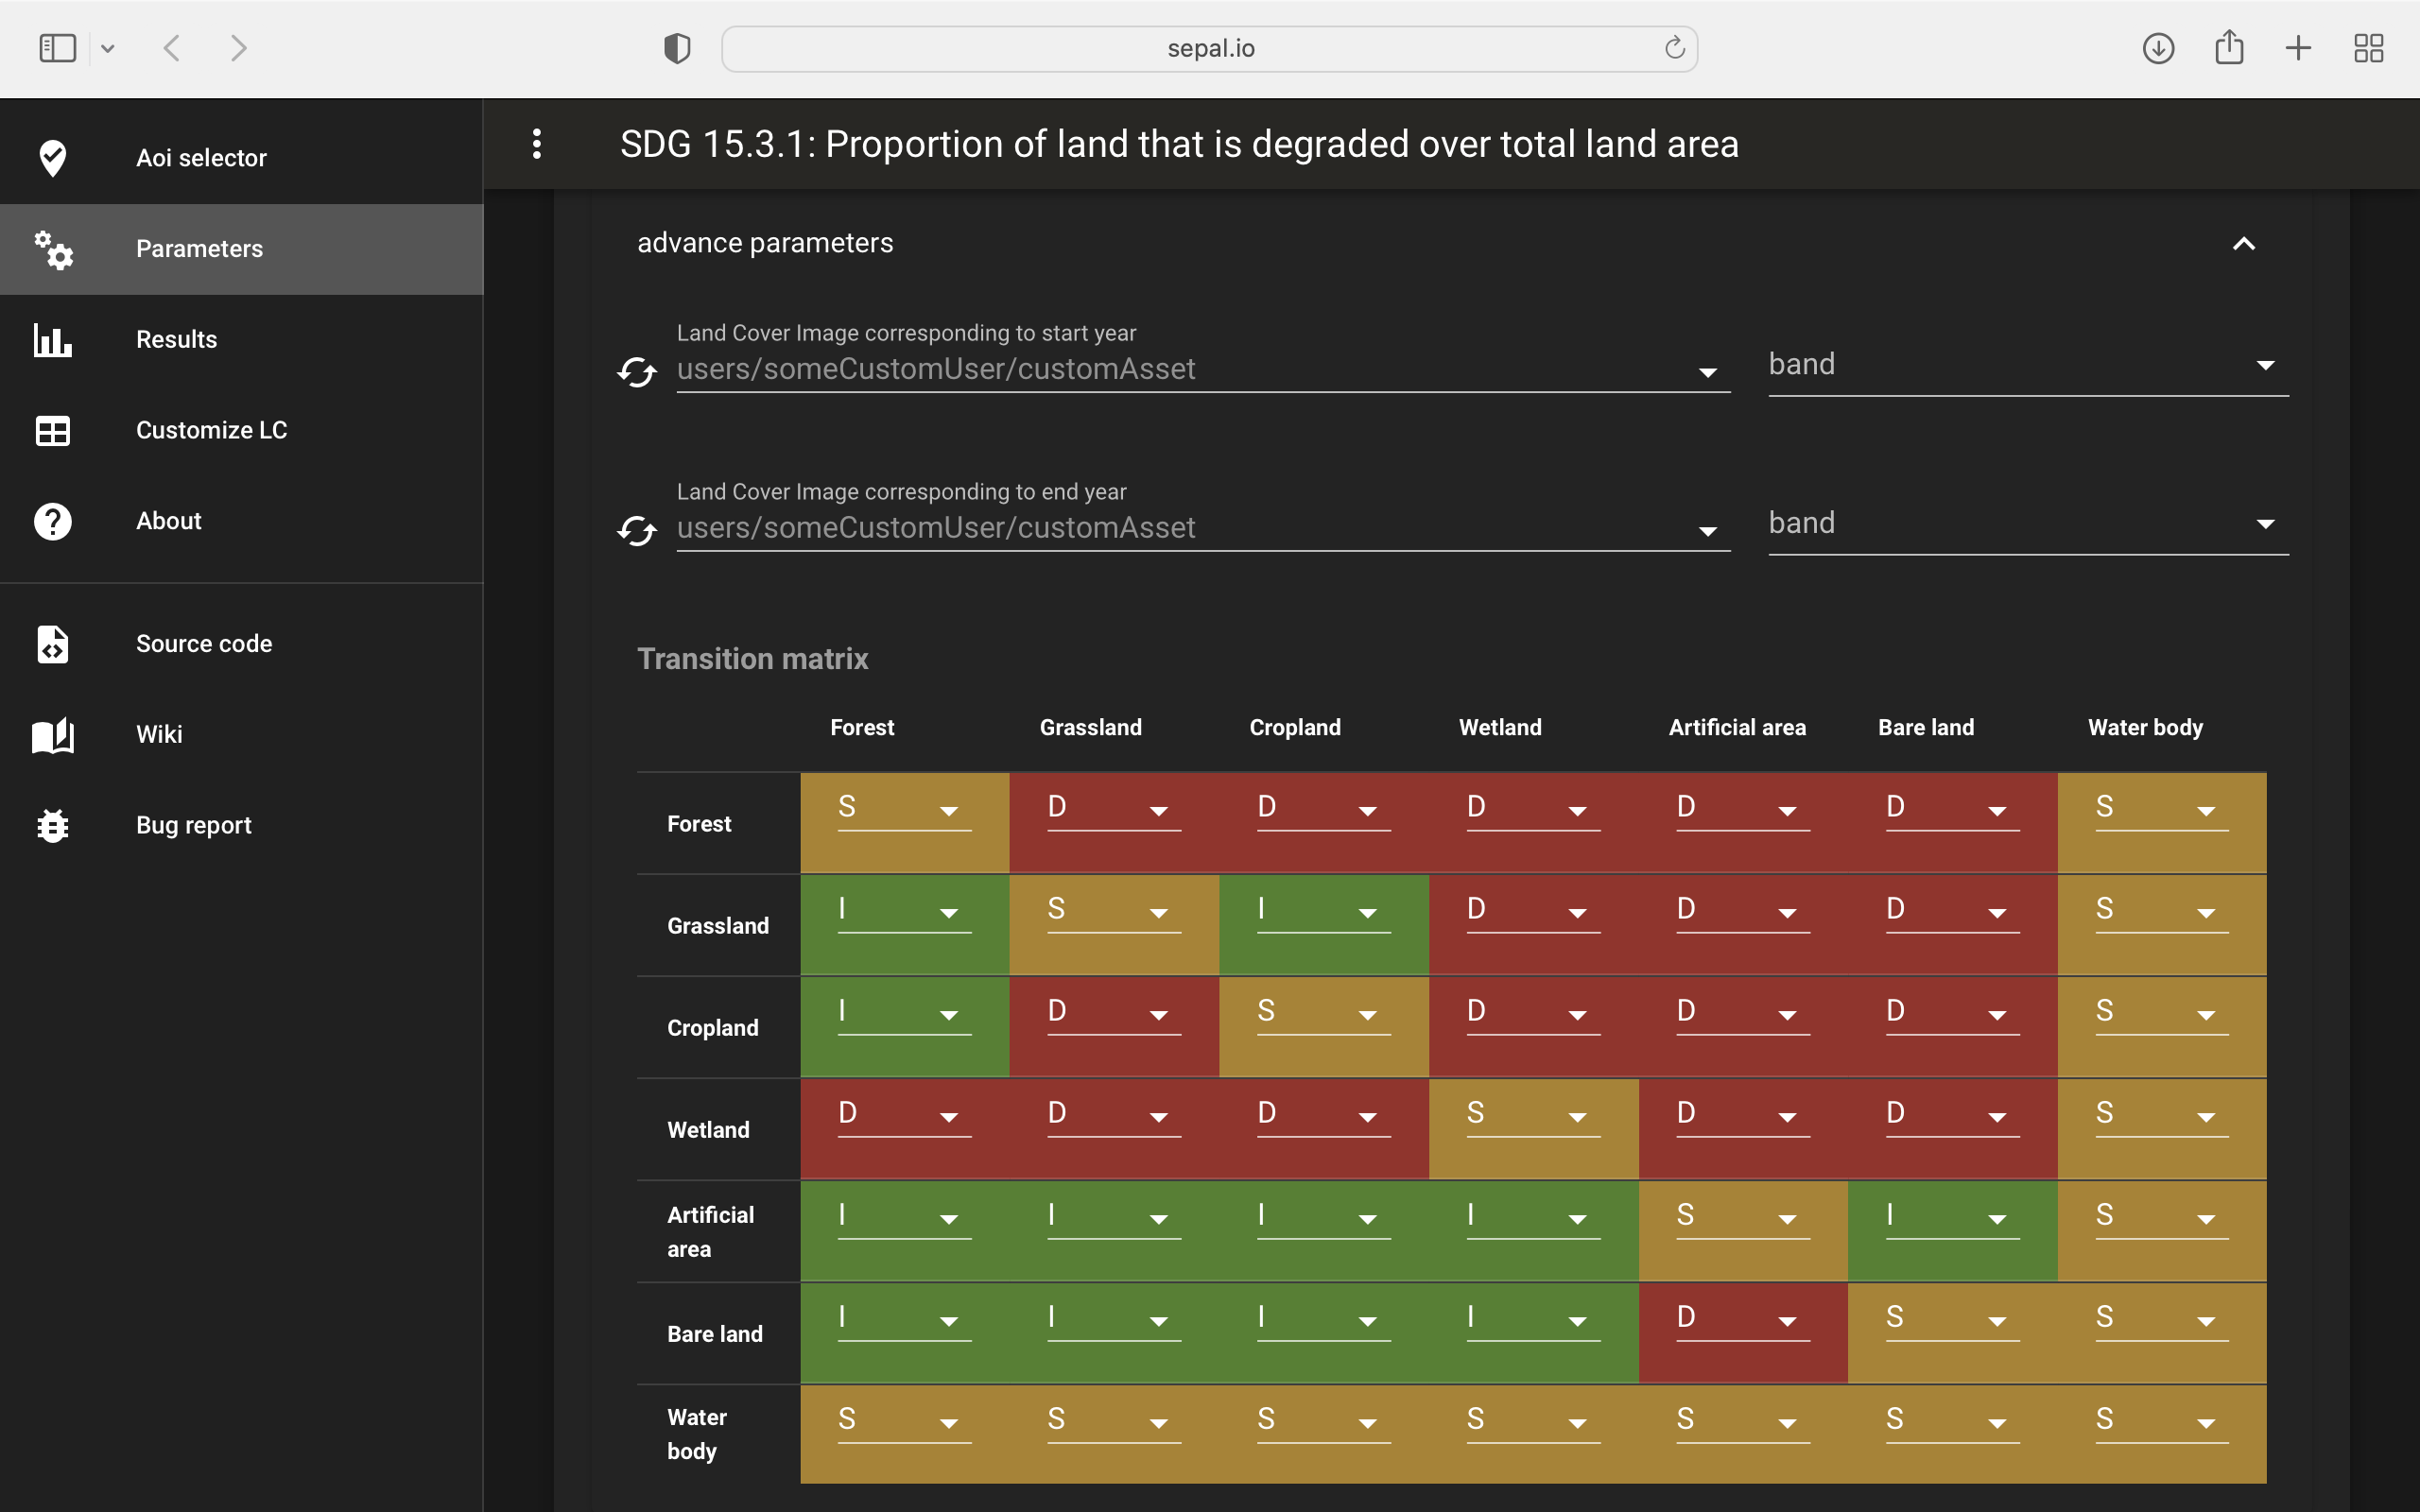 sepal.io
Aoi selector
Parameters
Results
Customize LC
About
Source code
Wiki
Bug report
SDG 15.3.1: Proportion of land that is degraded over total land area
advance parameters
Land Cover Image corresponding to start year
users/someCustomUser/customAsset band
Land Cover Image corresponding to end year
users/someCustomUser/customAsset band
Transition matrix
Forest Grassland Cropland Wetland Artificial area Bare land Water body
Forest S D D D D D S
Grassland I S I D D D S
Cropland I D S D D D S
Wetland D D D S D D S
Artificial
area I I I I S I S
Bare land I I I I D S S
Water
body S S S S S S S